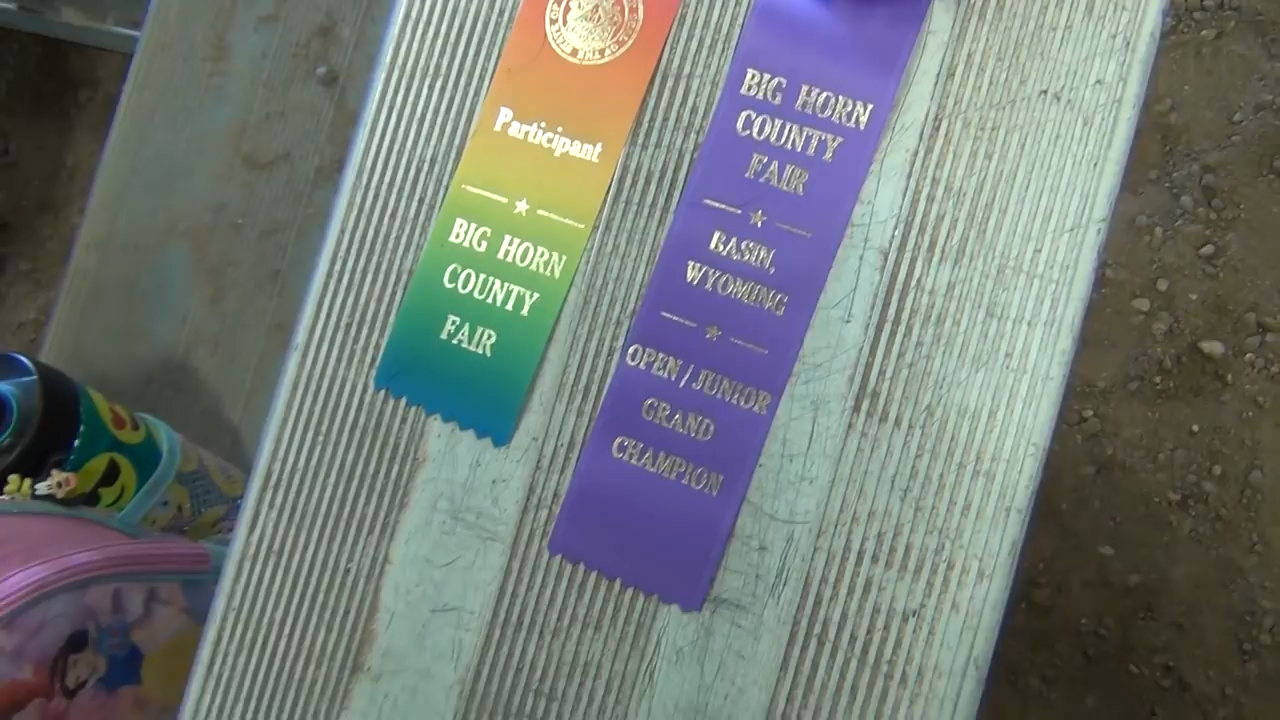 Participant
BIG HORN
COUNTY
FAIR
BIG HORN
COUNTY
FAIR
BASIN,
WYOMING
OPEN / JUNIOR
GRAND
CHAMPION